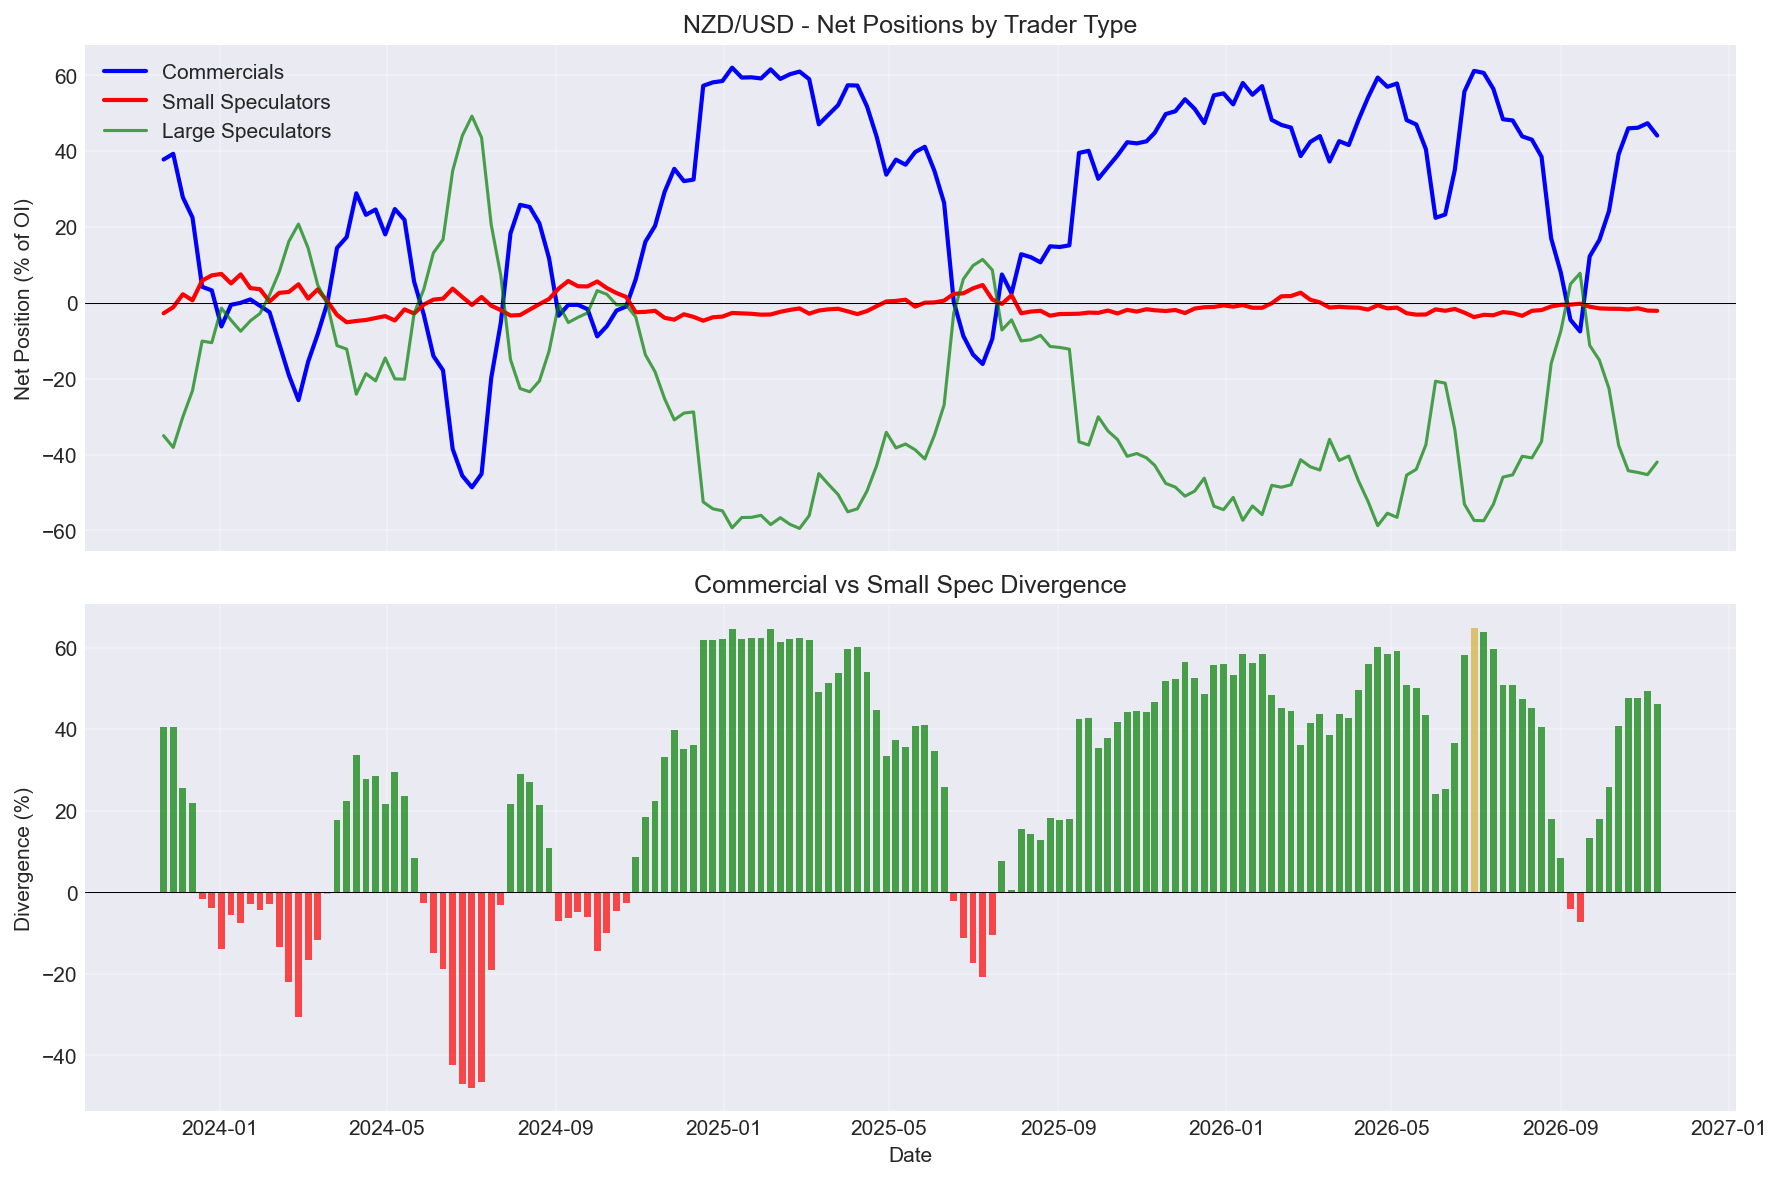 NZD/USD - Net Positions by Trader Type
Commercials
Small Speculators
Large Speculators
Net Position (% of OI)
60
40
20
0
−20
−40
−60
Commercial vs Small Spec Divergence
Divergence (%)
60
40
20
0
−20
−40
2024-01 2024-05 2024-09 2025-01 2025-05 2025-09 2026-01 2026-05 2026-09 2027-01
Date